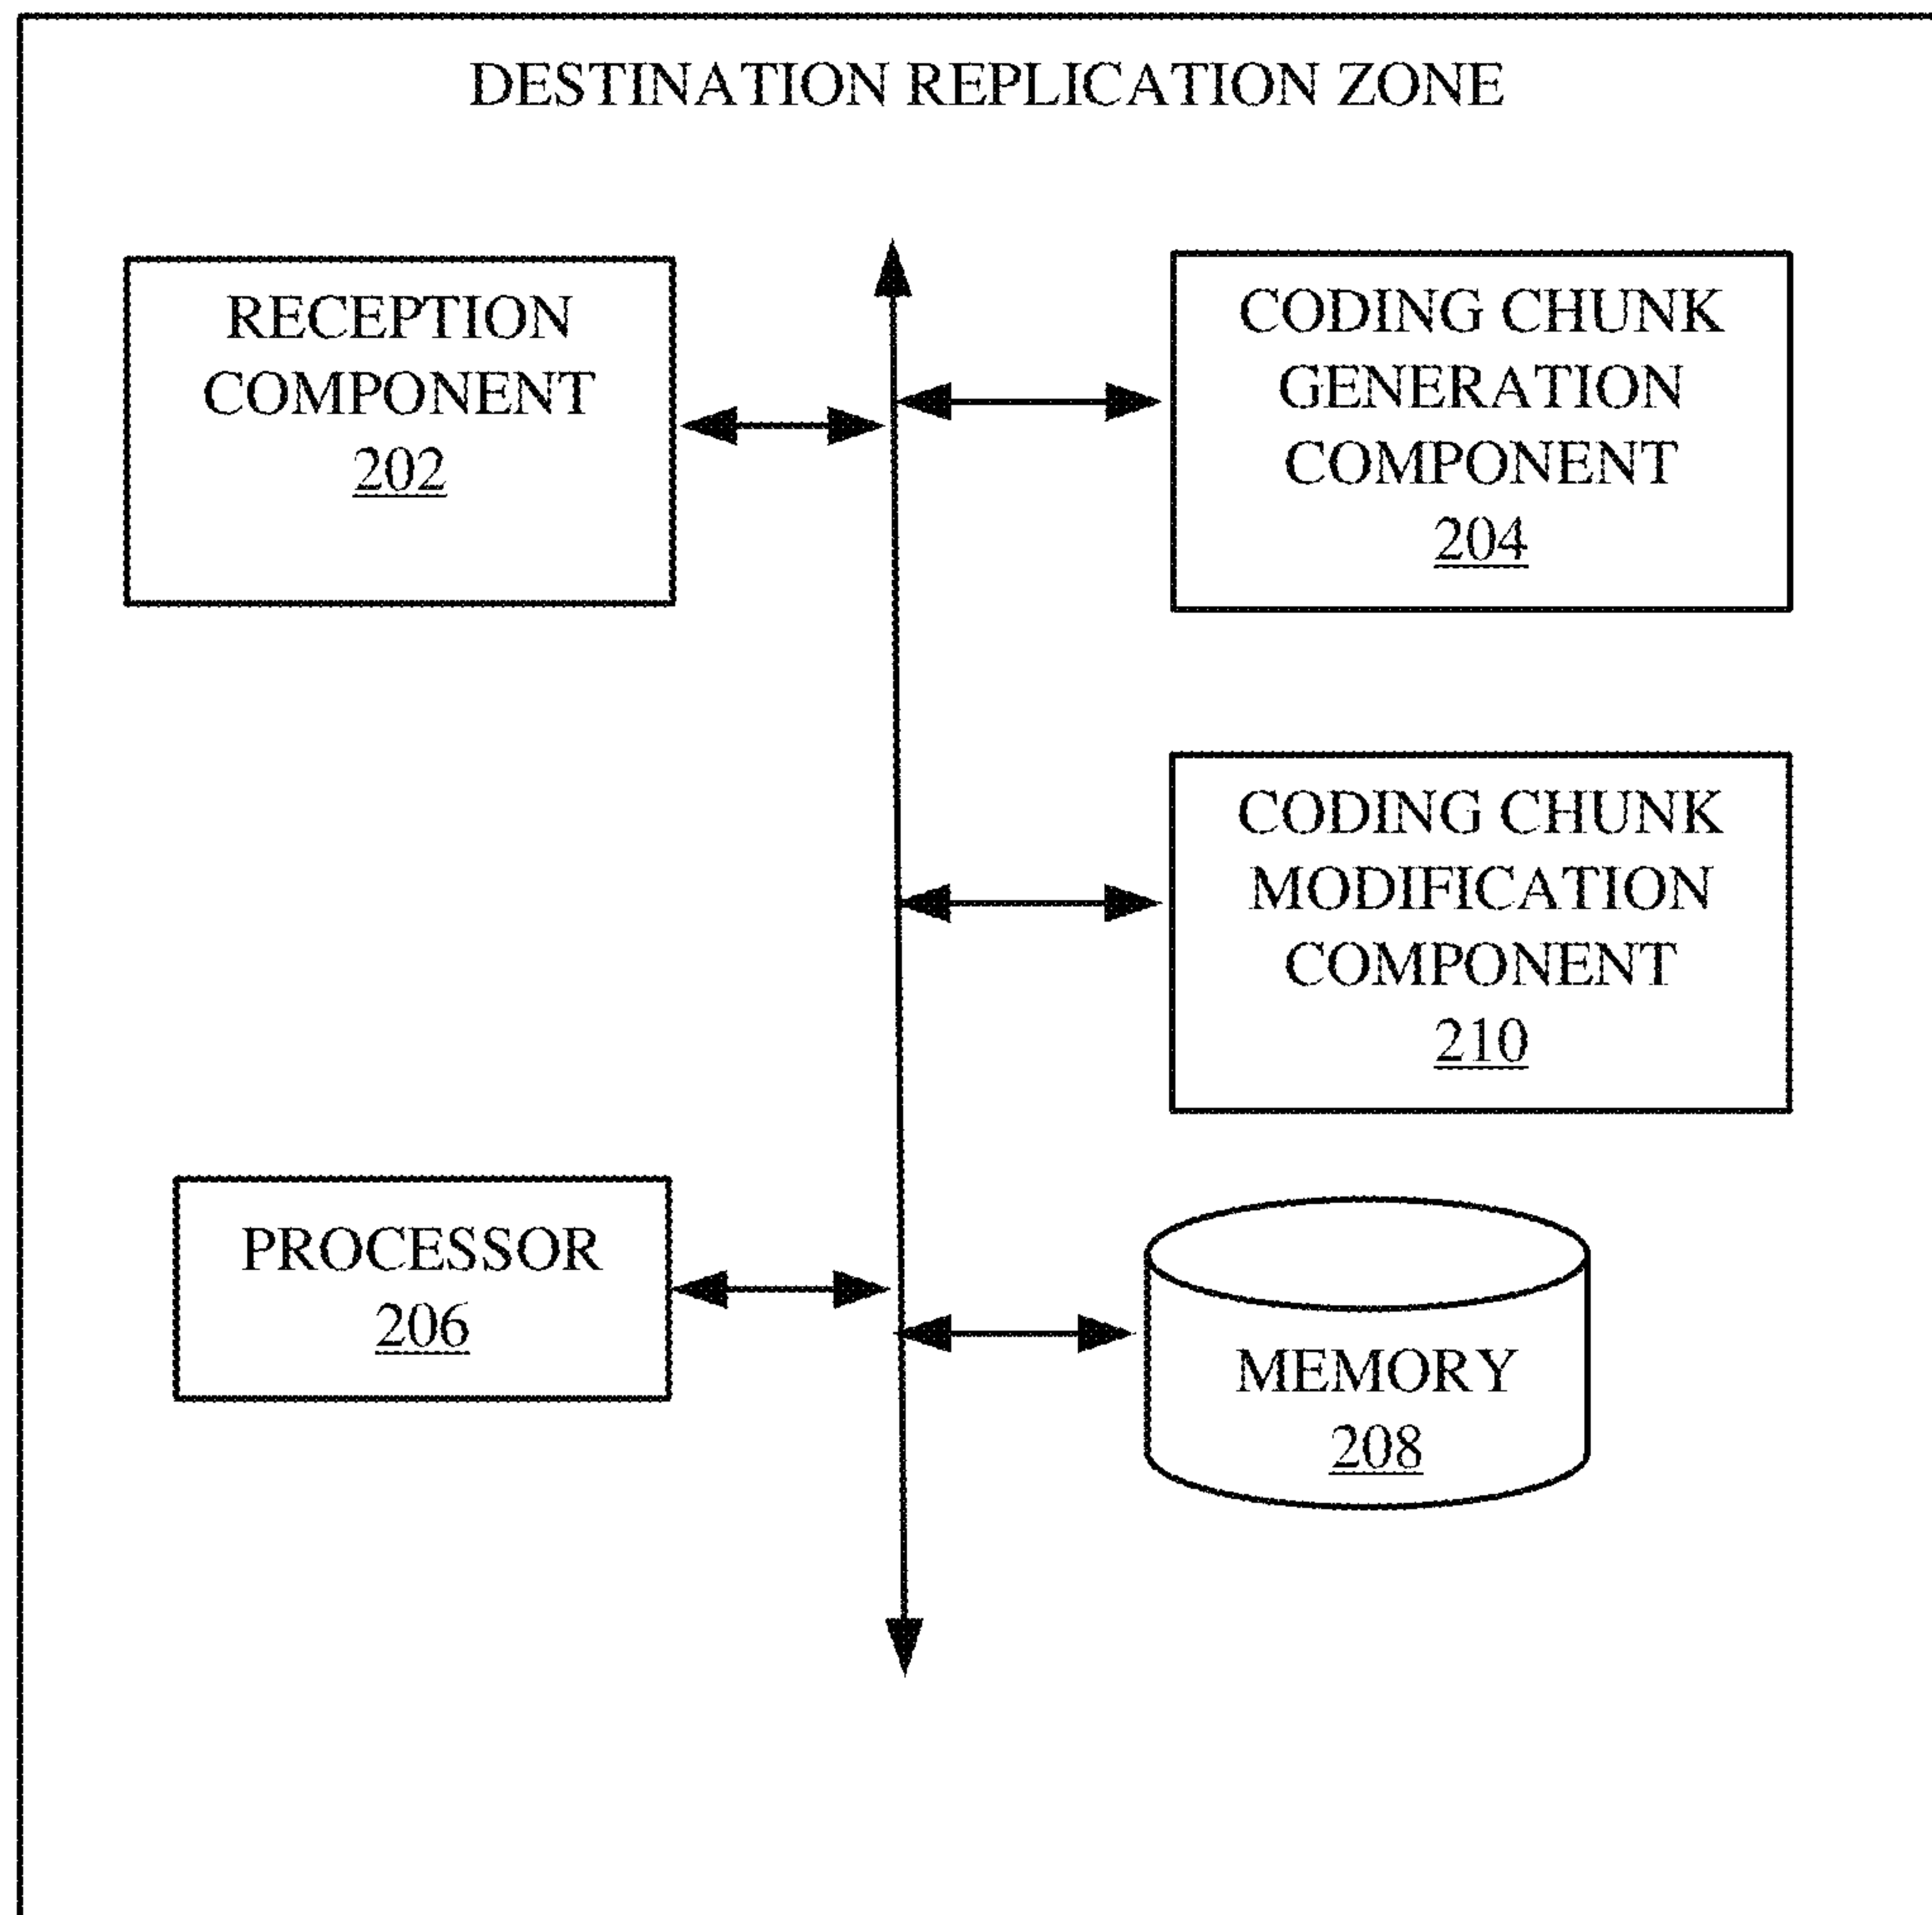 DESTINATION REPLICATION ZONE
RECEPTION
COMPONENT
202
CODING CHUNK
GENERATION
COMPONENT
204
CODING CHUNK
MODIFICATION
COMPONENT
210
PROCESSOR
206
MEMORY
208